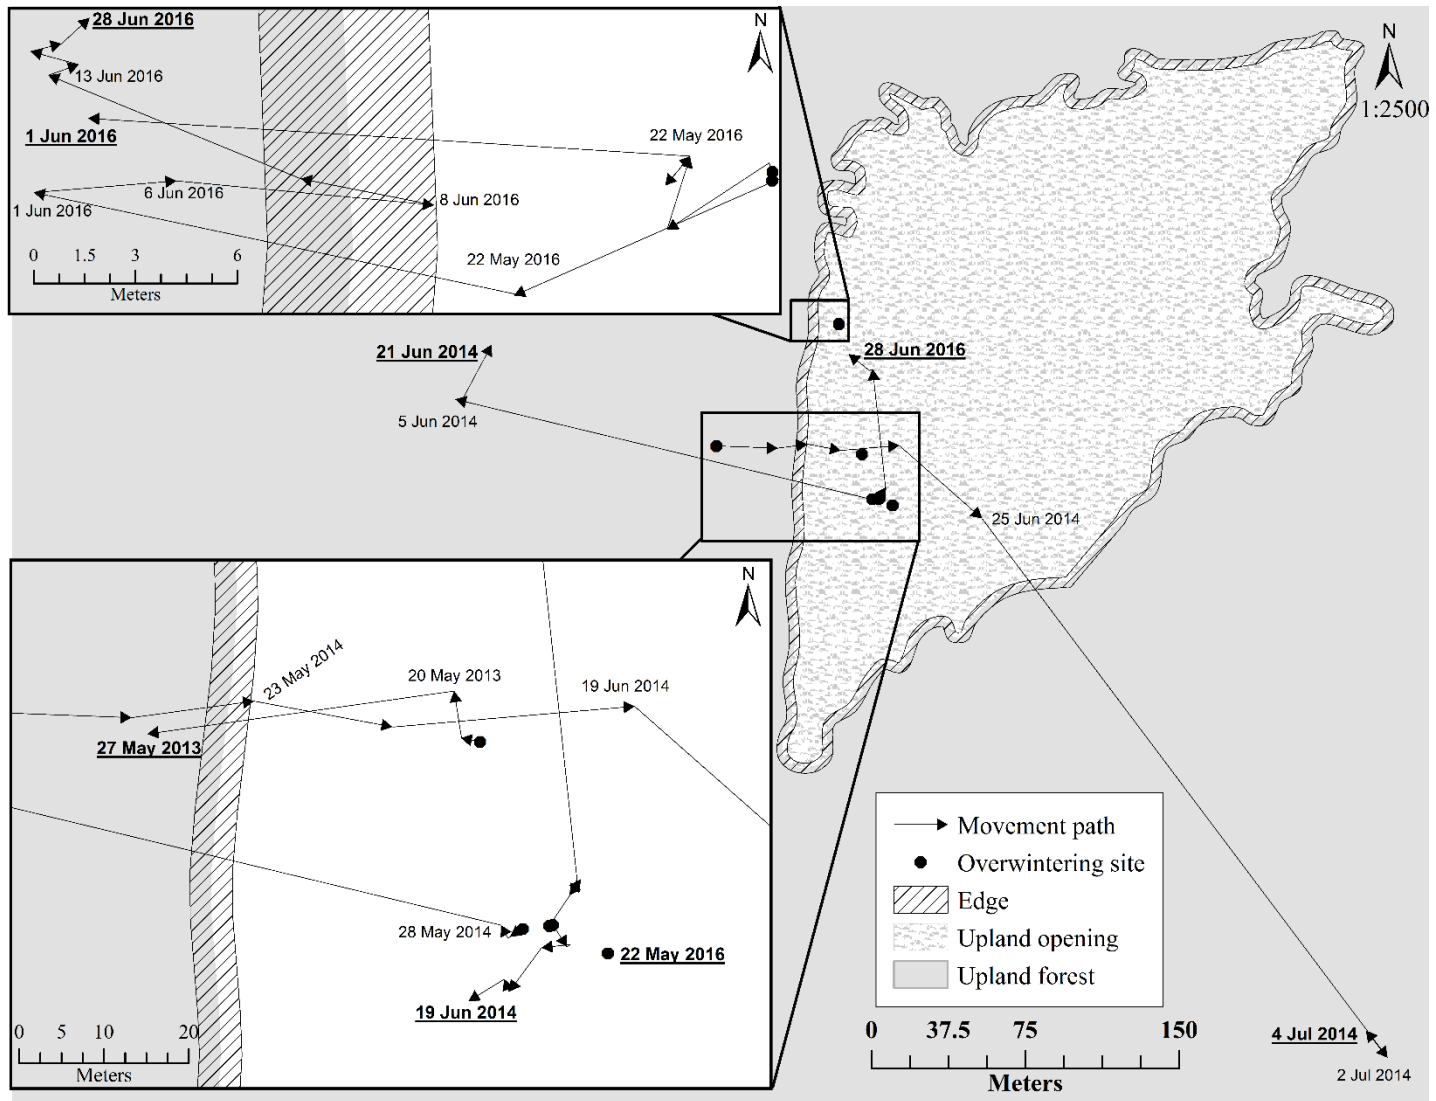 28 Jun 2016
13 Jun 2016
1 Jun 2016
22 May 2016
6 Jun 2016
8 Jun 2016
1 Jun 2016
22 May 2016
0 1.5 3 6
Meters
N
N
1:2500
21 Jun 2014
5 Jun 2014
28 Jun 2016
25 Jun 2014
N
23 May 2014
20 May 2013
19 Jun 2014
27 May 2013
28 May 2014
22 May 2016
19 Jun 2014
0 5 10 20
Meters
Movement path
Overwintering site
Edge
Upland opening
Upland forest
0 37.5 75 150
Meters
4 Jul 2014
2 Jul 2014